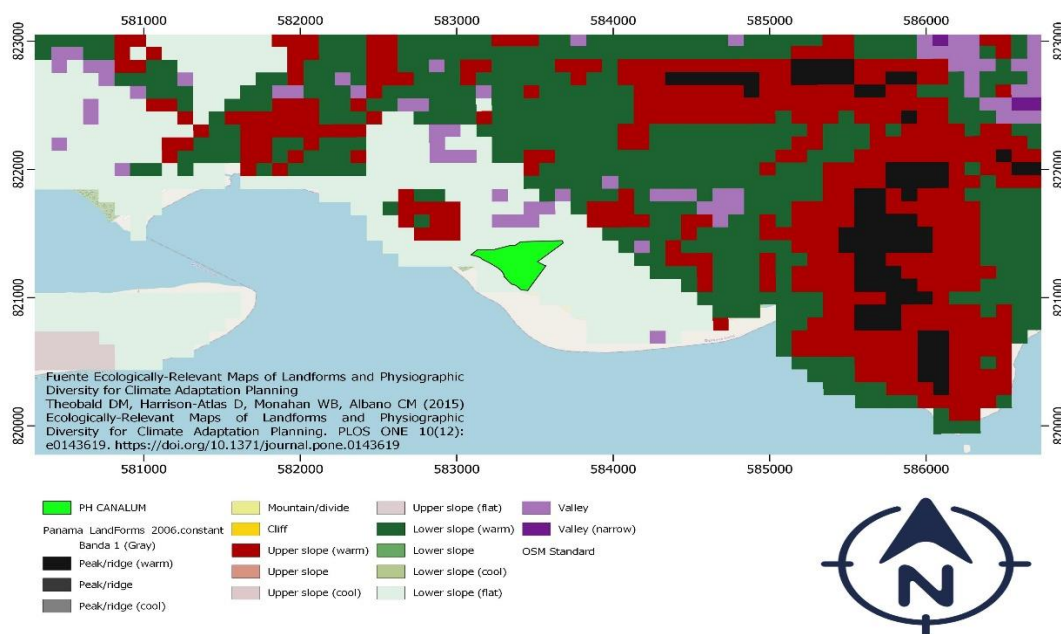 581000 582000 583000 584000 585000 586000
823000 823000
822000 822000
821000 821000
820000 820000
Fuente Ecologically-Relevant Maps of Landforms and Physiographic
Diversity for Climate Adaptation Planning
Theobald DM, Harrison-Atlas D, Monahan WB, Albano CM (2015)
Ecologically-Relevant Maps of Landforms and Physiographic
Diversity for Climate Adaptation Planning. PLOS ONE 10(12):
e0143619. https://doi.org/10.1371/journal.pone.0143619
581000 582000 583000 584000 585000 586000
PH CANALUM
Panama LandForms 2006.constant
Banda 1 (Gray)
Peak/ridge (warm)
Peak/ridge
Peak/ridge (cool)
Mountain/divide
Cliff
Upper slope (warm)
Upper slope
Upper slope (cool)
Upper slope (flat)
Lower slope (warm)
Lower slope
Lower slope (cool)
Lower slope (flat)
Valley
Valley (narrow)
OSM Standard
N